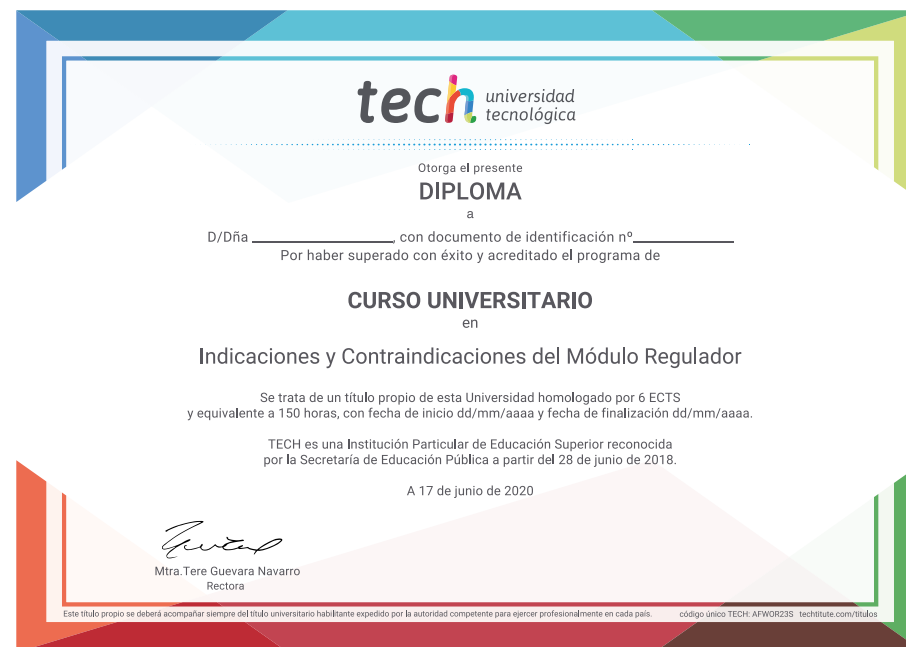 tech universidad
tecnológica
Otorga el presente
DIPLOMA
a
D/Dña ____________________, con documento de identificación nº______________
Por haber superado con éxito y acreditado el programa de
CURSO UNIVERSITARIO
en
Indicaciones y Contraindicaciones del Módulo Regulador
Se trata de un título propio de esta Universidad homologado por 6 ECTS
y equivalente a 150 horas, con fecha de inicio dd/mm/aaaa y fecha de finalización dd/mm/aaaa.
TECH es una Institución Particular de Educación Superior reconocida
por la Secretaría de Educación Pública a partir del 28 de junio de 2018.
A 17 de junio de 2020
Mtra.Tere Guevara Navarro
Rectora
Este título propio se deberá acompañar siempre del título universitario habilitante expedido por la autoridad competente para ejercer profesionalmente en cada país. código único TECH: AFWOR23S techtitute.com/titulos